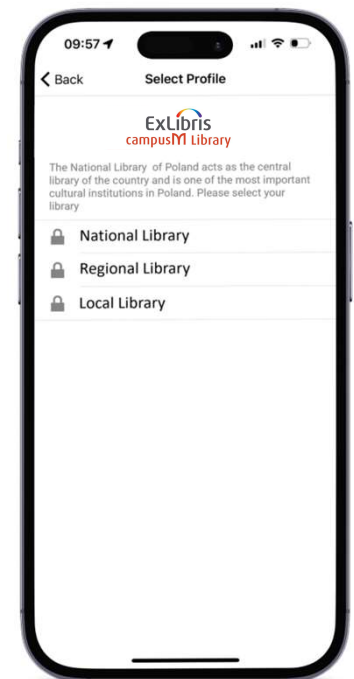 09:57
Back
Select Profile
ExLibris
campusM Library
The National Library of Poland acts as the central
library of the country and is one of the most important
cultural institutions in Poland. Please select your
library
National Library
Regional Library
Local Library